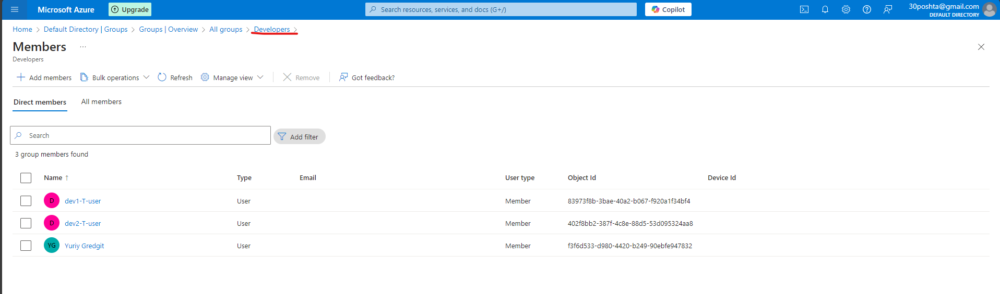 Microsoft Azure Upgrade Search resources, services, and docs (G+/) Copilot 30poshta@gmail.com
DEFAULT DIRECTORY
Home > Default Directory | Groups > Groups | Overview > All groups > Developers >
Members ...
Developers
Add members Bulk operations Refresh Manage view Remove Got feedback?
Direct members All members
Search Add filter
3 group members found
Name ↑ Type Email User type Object Id Device Id
D dev1-T-user User Member 83973f8b-3bae-40a2-b067-f920a1f34bf4
D dev2-T-user User Member 402f8bb2-387f-4c8e-88d5-53d095324aa8
YG Yuriy Gredgit User Member f3f6d533-d980-4420-b249-90ebfe947832